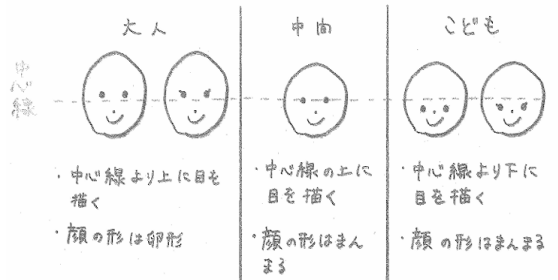 大人
中間
こども
中心線
・中心線より上に目を
描く
・顔の形は卵形
・中心線の上に
目を描く
・顔の形はまん
まる
・中心線より下に
目を描く
・顔の形はまんまる